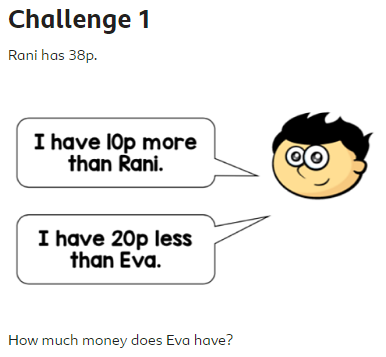 Challenge 1
Rani has 38p.
I have 10p more
than Rani.
I have 20p less
than Eva.
How much money does Eva have?